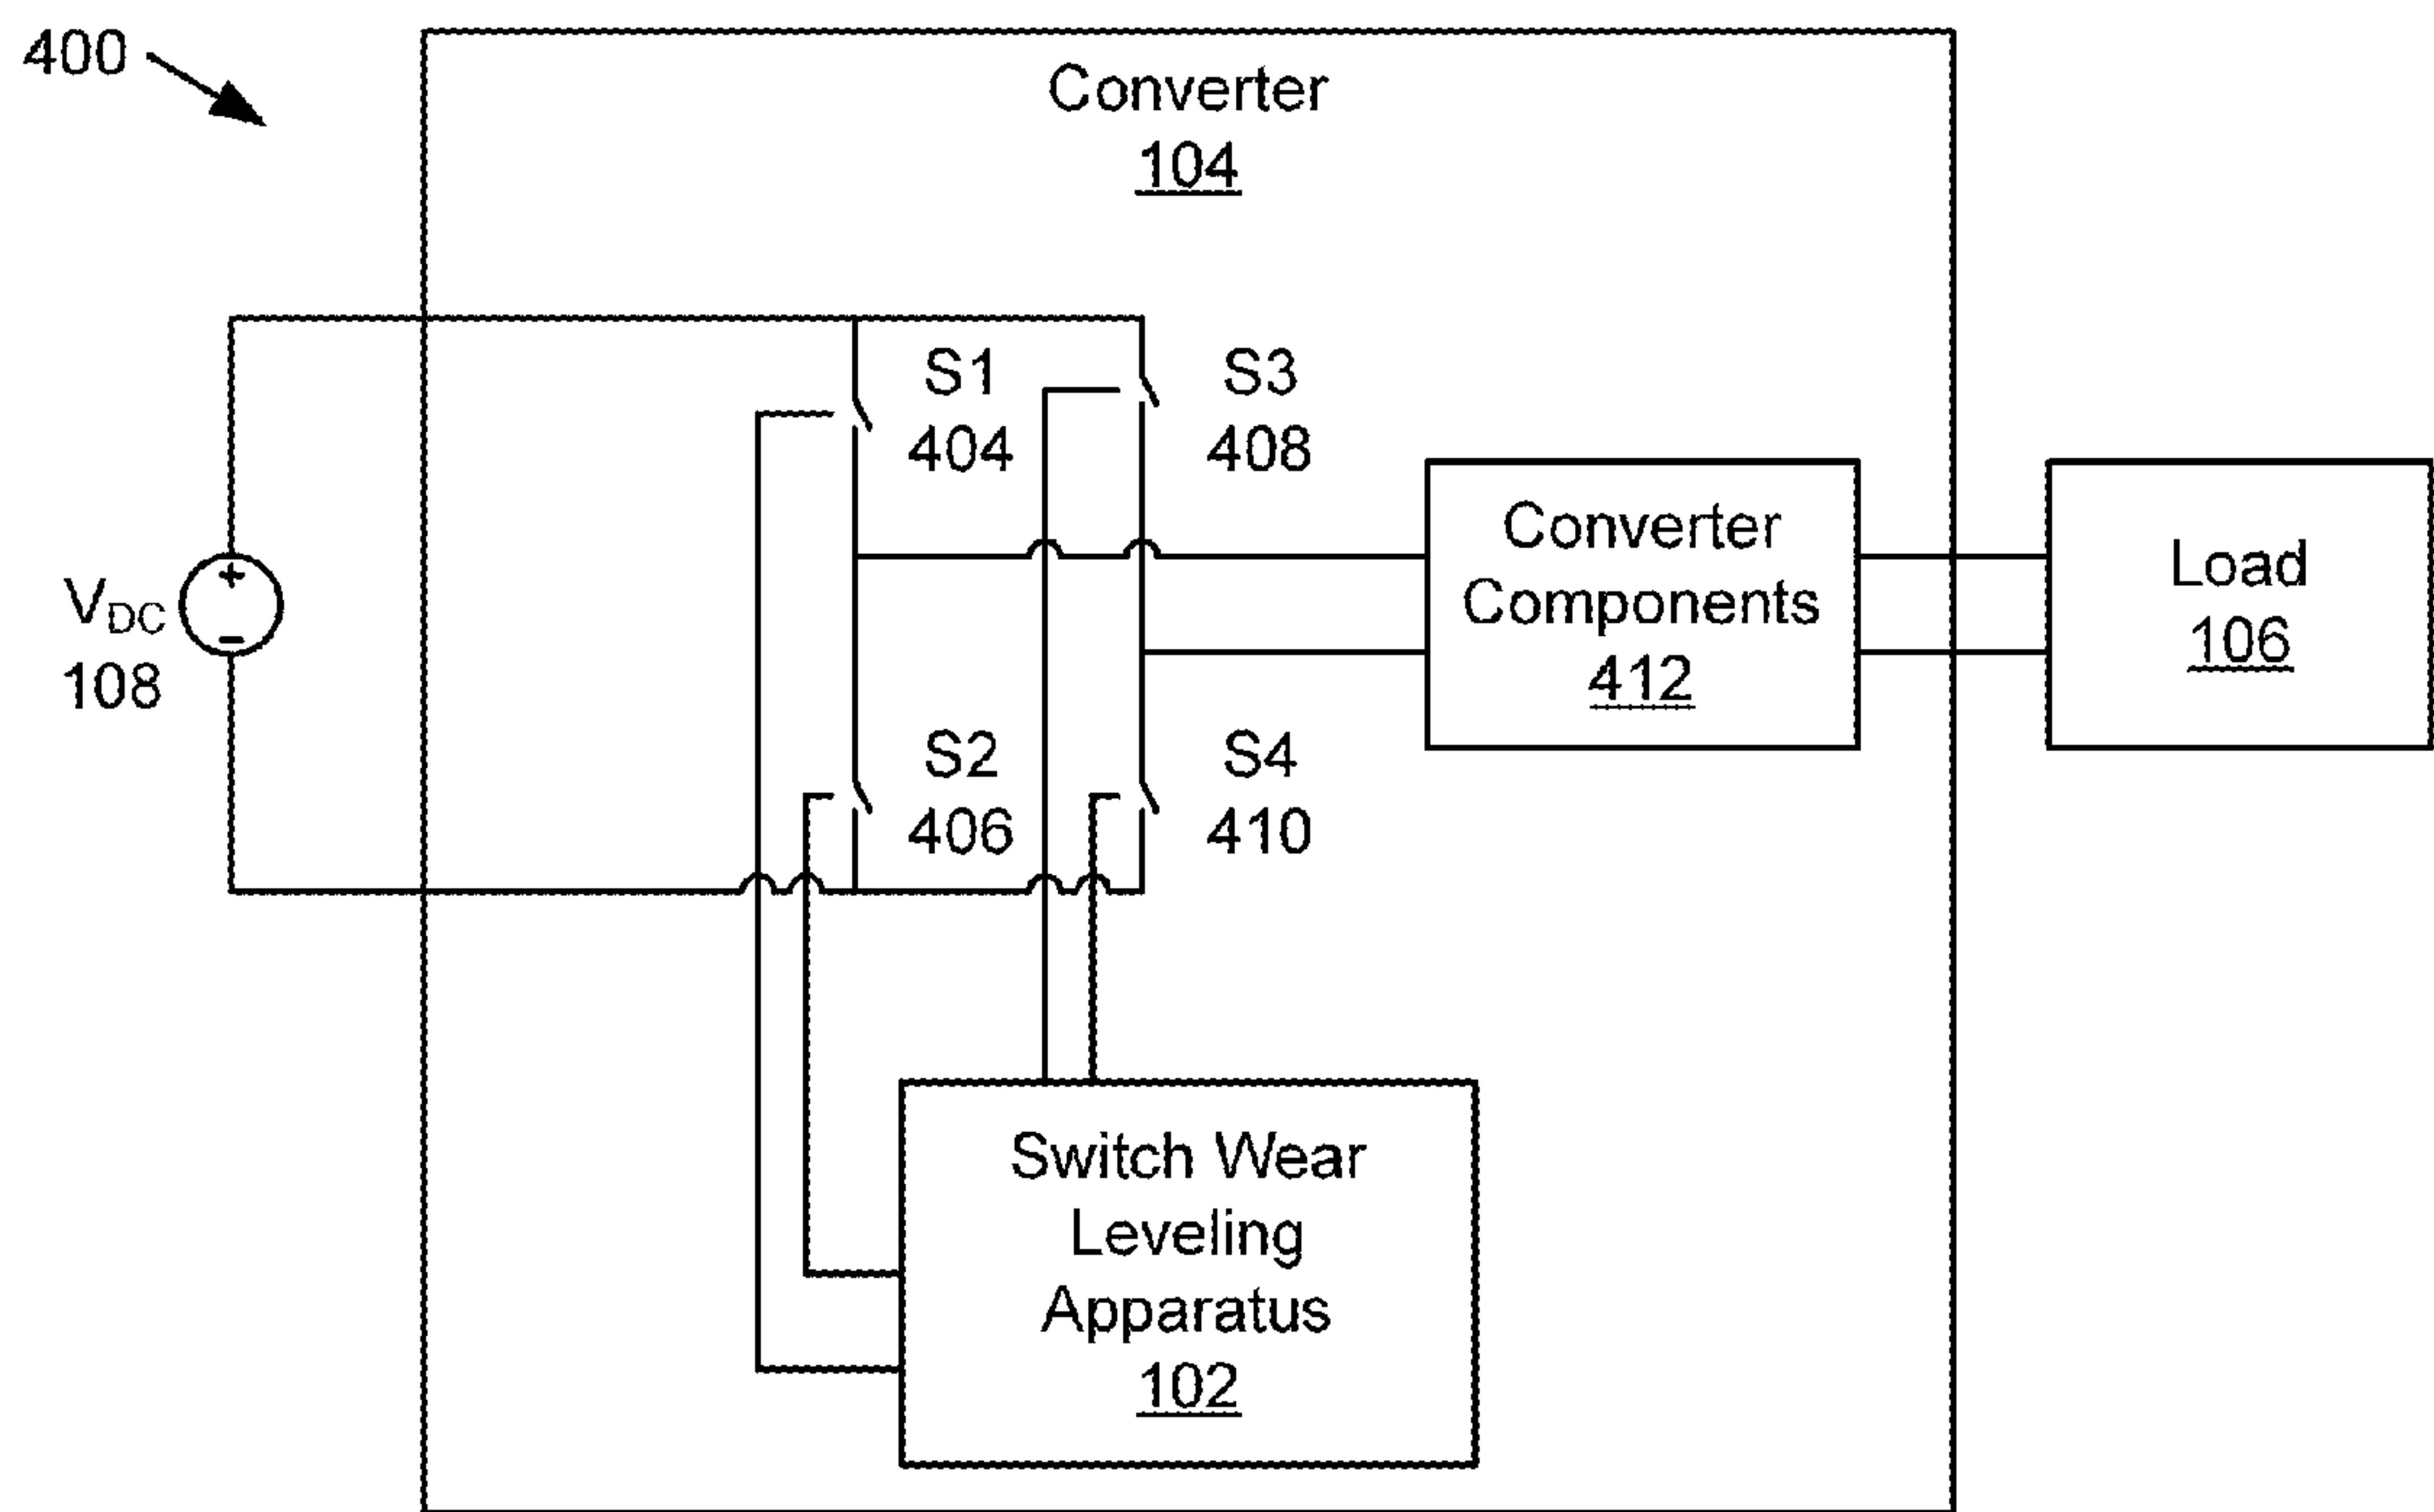 400
Converter
104
S1
404
S3
408
Converter
Components
412
Load
106
+
VDC
108
−
S2
406
S4
410
Switch Wear
Leveling
Apparatus
102